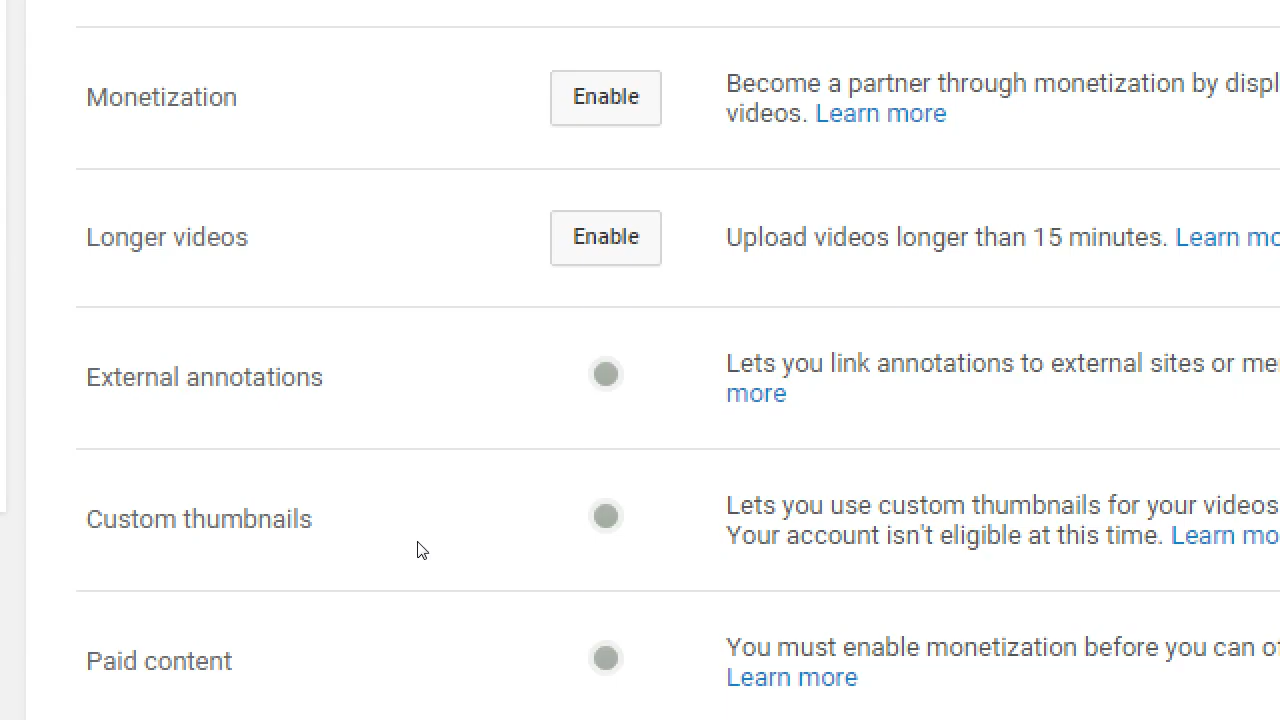 Monetization
Enable
Become a partner through monetization by displ
videos. Learn more
Longer videos
Enable
Upload videos longer than 15 minutes. Learn mo
External annotations
Lets you link annotations to external sites or me
more
Custom thumbnails
Lets you use custom thumbnails for your videos
Your account isn't eligible at this time. Learn mo
Paid content
You must enable monetization before you can of
Learn more